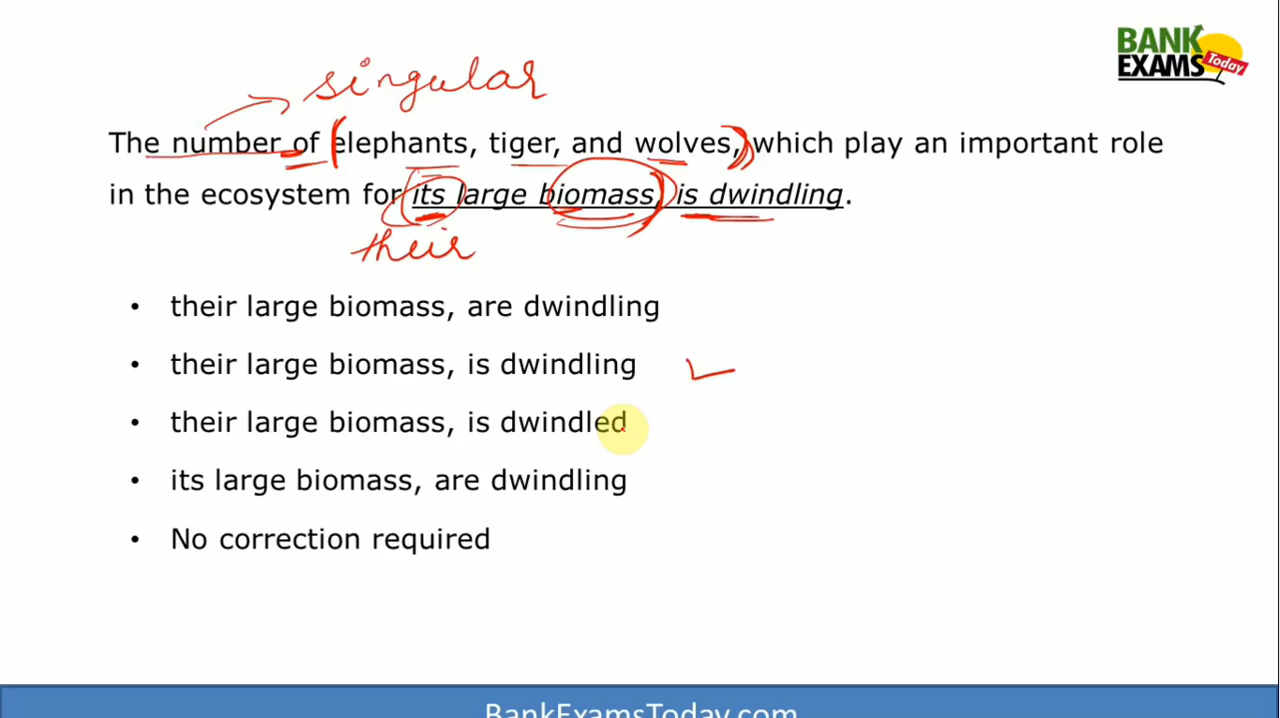 BANK
EXAMS Today
singular
The number of elephants, tiger, and wolves, which play an important role
in the ecosystem for its large biomass, is dwindling.
their
• their large biomass, are dwindling
• their large biomass, is dwindling
• their large biomass, is dwindled
• its large biomass, are dwindling
• No correction required
BankExamsToday.com